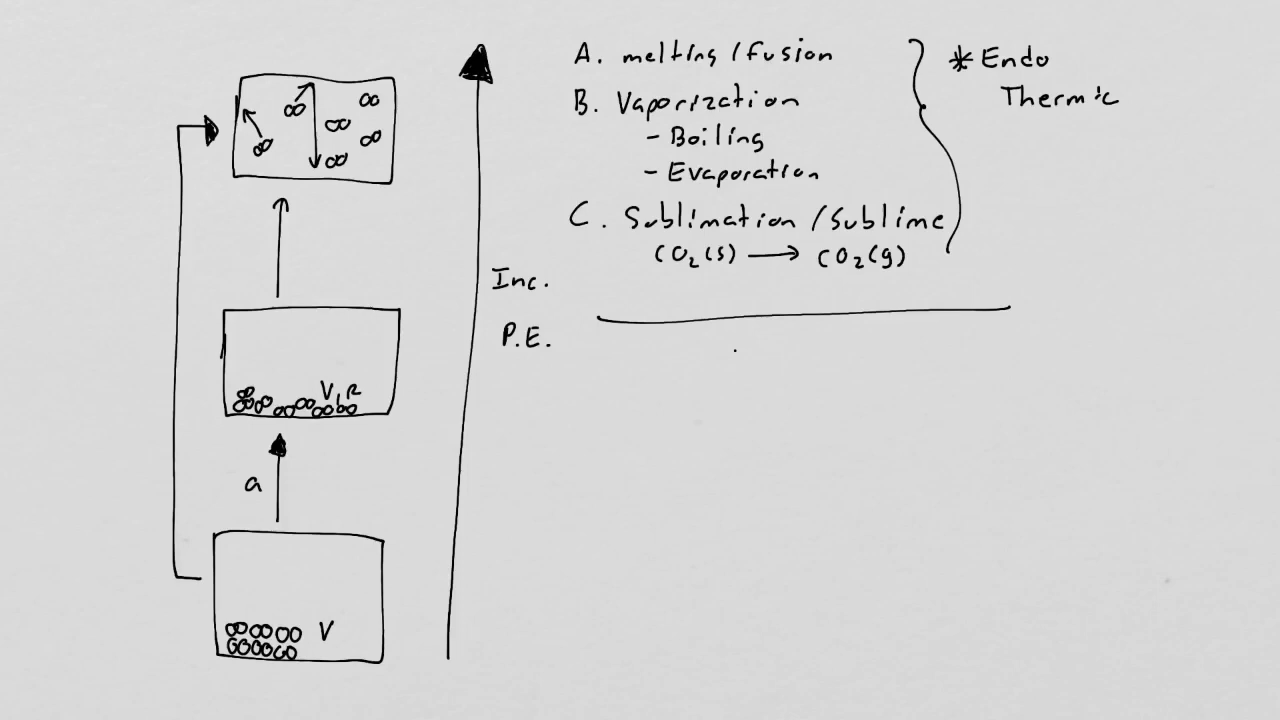 A. melting / fusion
B. Vaporization
- Boiling
- Evaporation
C. Sublimation / Sublime
CO₂(s) ⟶ CO₂(g)
* Endo
Thermic
Inc.
P.E.
V, R
a
V